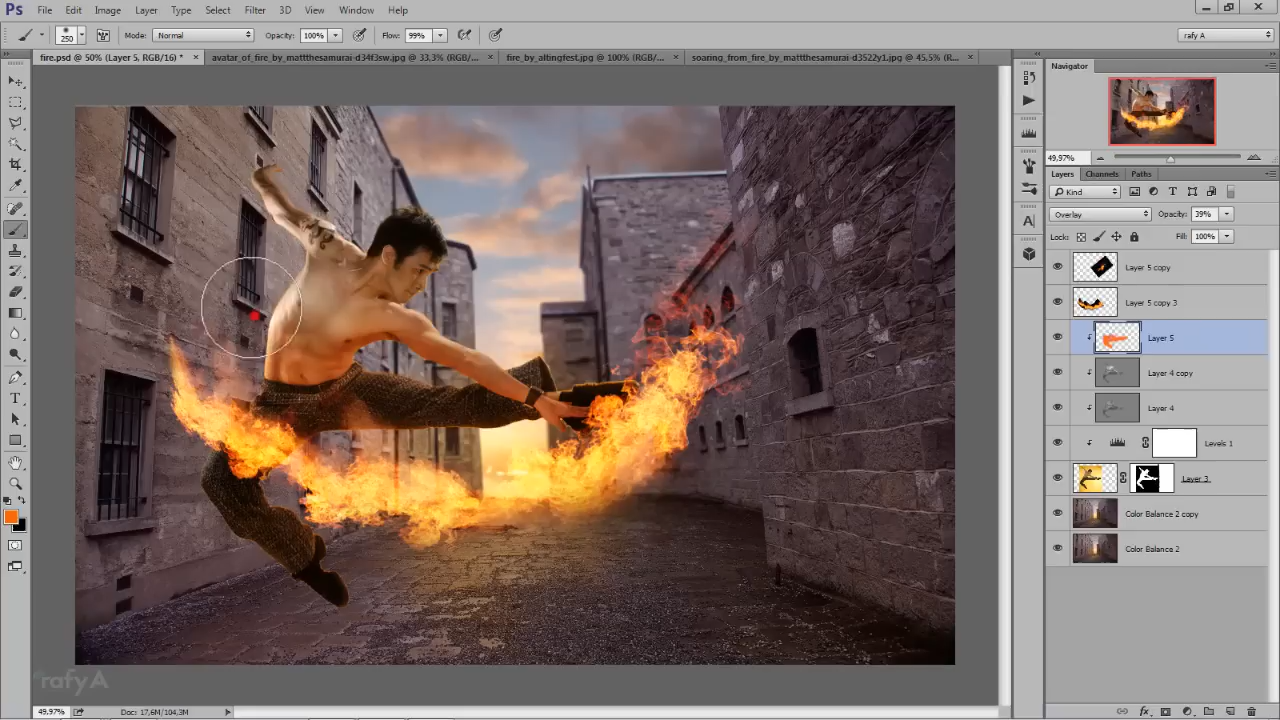 Ps File Edit Image Layer Type Select Filter 3D View Window Help
250 Mode: Normal Opacity: 100% Flow: 99% rafy A
fire.psd @ 50% (Layer 5, RGB/16) * × avatar_of_fire_by_mattthesamurai-d34f3sw.jpg @ 33,3% (RGB/... × fire_by_altingfest.jpg @ 100% (RGB/... × soaring_from_fire_by_mattthesamurai-d3522y1.jpg @ 45,5% (R... ×
Navigator
49,97%
Layers Channels Paths
Kind
Overlay Opacity: 39%
Lock: Fill: 100%
Layer 5 copy
Layer 5 copy 3
Layer 5
Layer 4 copy
Layer 4
Levels 1
Layer 3
Color Balance 2 copy
Color Balance 2
rafyA
49,97% Doc: 17,6M/104,3M